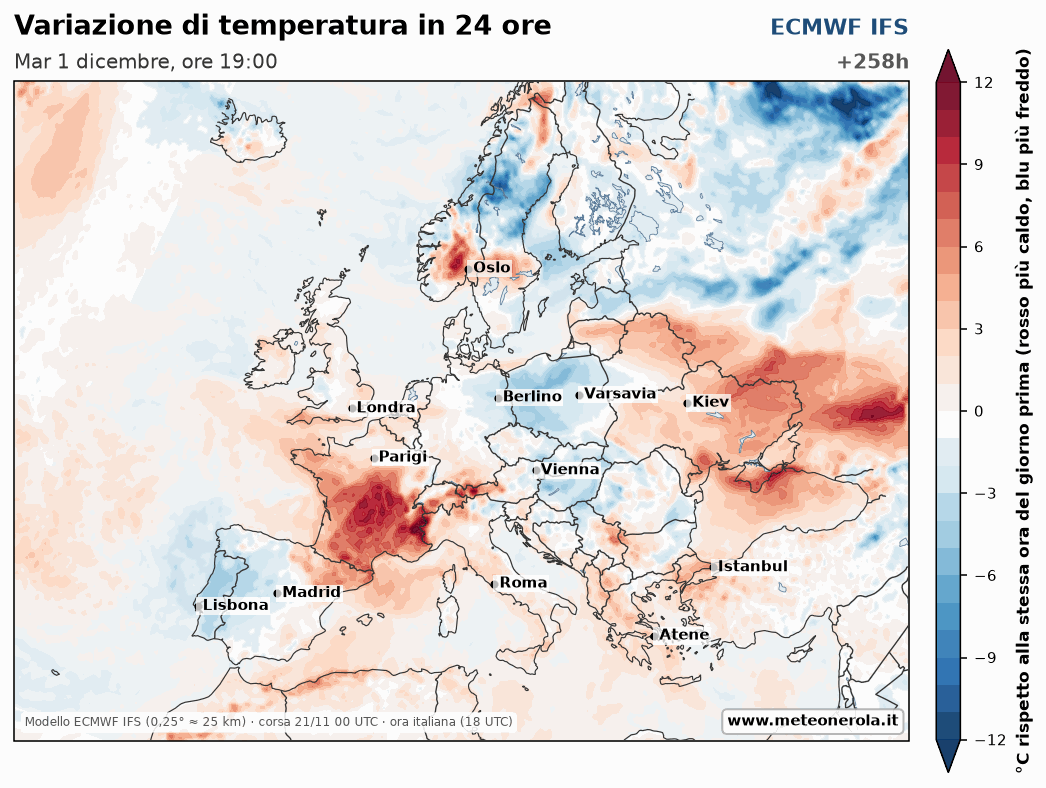 Variazione di temperatura in 24 ore
ECMWF IFS
Mar 1 dicembre, ore 19:00
+258h
Oslo
Londra
Berlino
Varsavia
Kiev
Parigi
Vienna
Madrid
Lisbona
Roma
Istanbul
Atene
Modello ECMWF IFS (0,25° ≈ 25 km) · corsa 21/11 00 UTC · ora italiana (18 UTC)
www.meteonerola.it
12
9
6
3
0
−3
−6
−9
−12
°C rispetto alla stessa ora del giorno prima (rosso più caldo, blu più freddo)